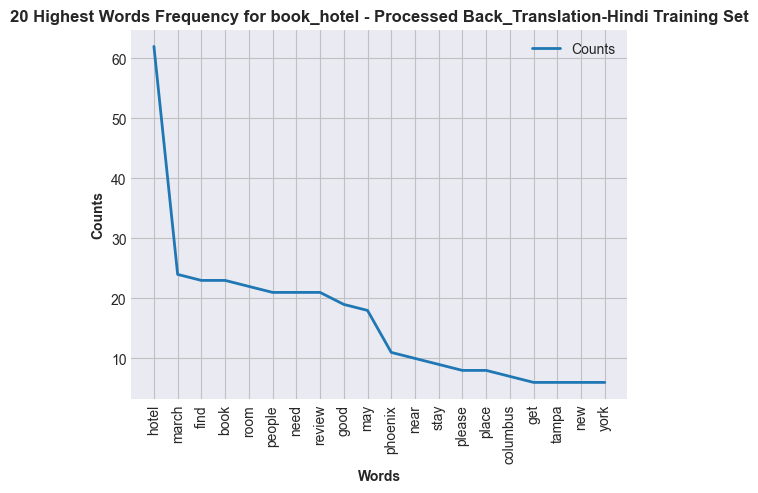 20 Highest Words Frequency for book_hotel - Processed Back_Translation-Hindi Training Set
Counts
60
50
40
30
20
10
Counts
hotel
march
find
book
room
people
need
review
good
may
phoenix
near
stay
please
place
columbus
get
tampa
new
york
Words